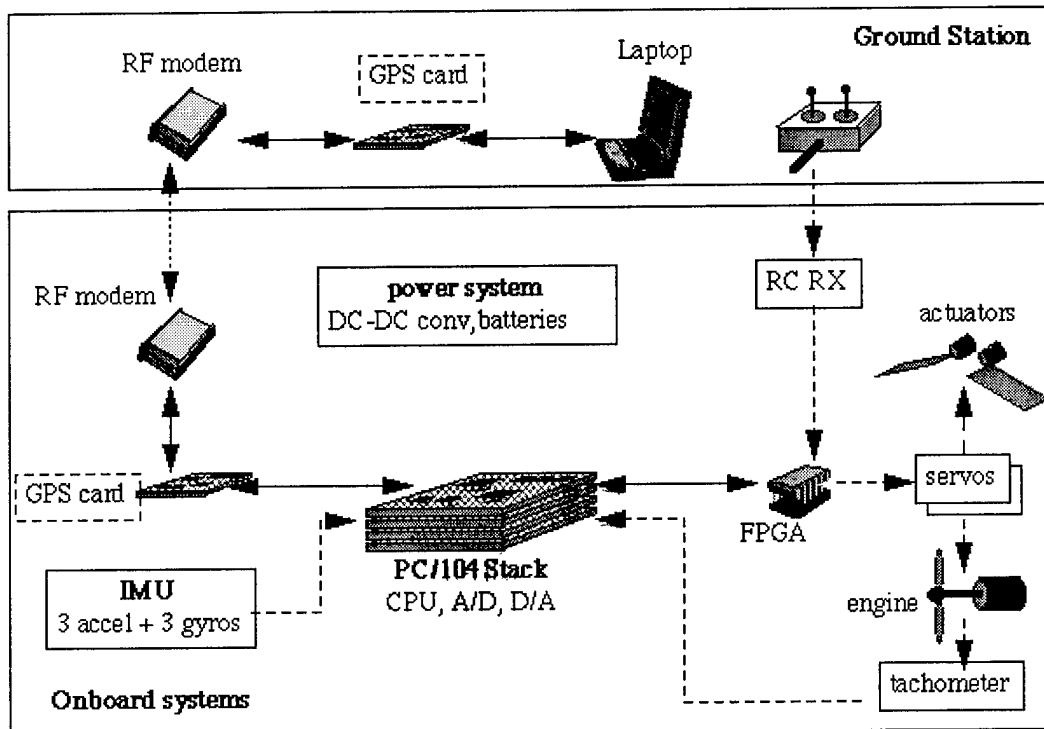 Ground Station
RF modem
GPS card
Laptop
RF modem
power system
DC-DC conv,batteries
RC RX
actuators
GPS card
servos
FPGA
PC/104 Stack
CPU, A/D, D/A
IMU
3 accel + 3 gyros
engine
tachometer
Onboard systems